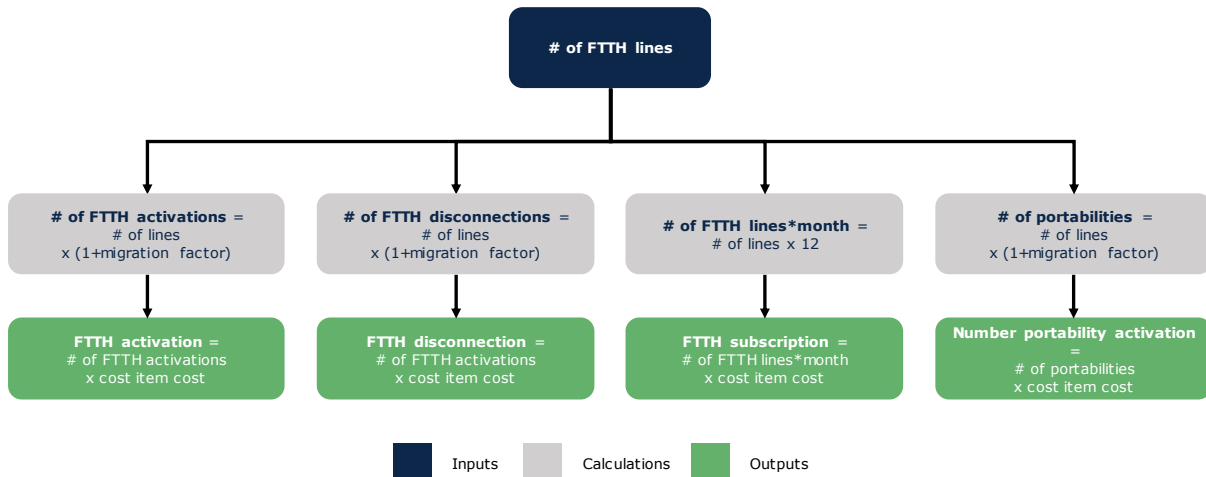 # of FTTH lines
# of FTTH activations =
# of lines
x (1+migration factor)
# of FTTH disconnections =
# of lines
x (1+migration factor)
# of FTTH lines*month =
# of lines x 12
# of portabilities =
# of lines
x (1+migration factor)
FTTH activation =
# of FTTH activations
x cost item cost
FTTH disconnection =
# of FTTH activations
x cost item cost
FTTH subscription =
# of FTTH lines*month
x cost item cost
Number portability activation
=
# of portabilities
x cost item cost
Inputs
Calculations
Outputs